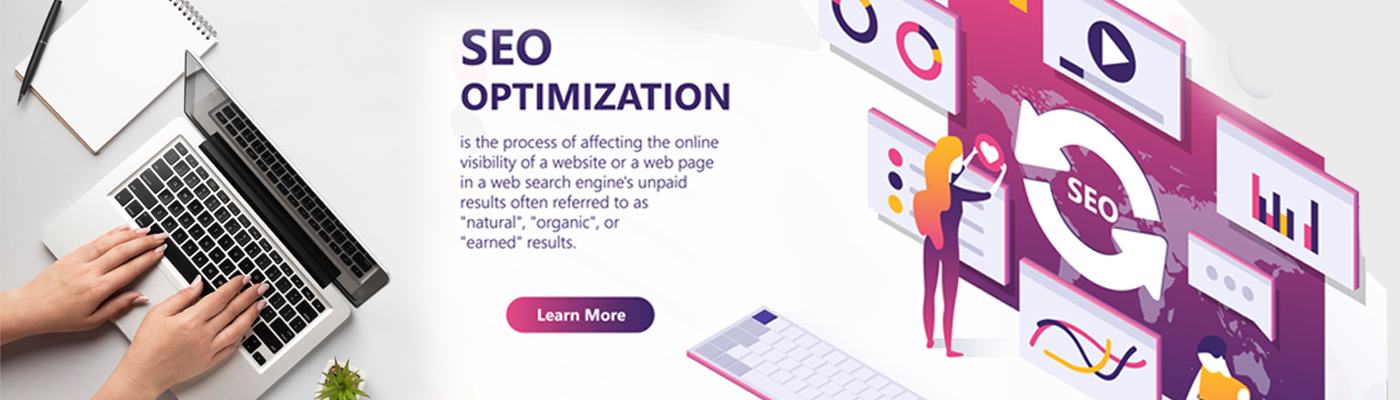 SEO
OPTIMIZATION
is the process of affecting the online
visibility of a website or a web page
in a web search engine's unpaid
results often referred to as
"natural", "organic", or
"earned" results.
Learn More
SEO